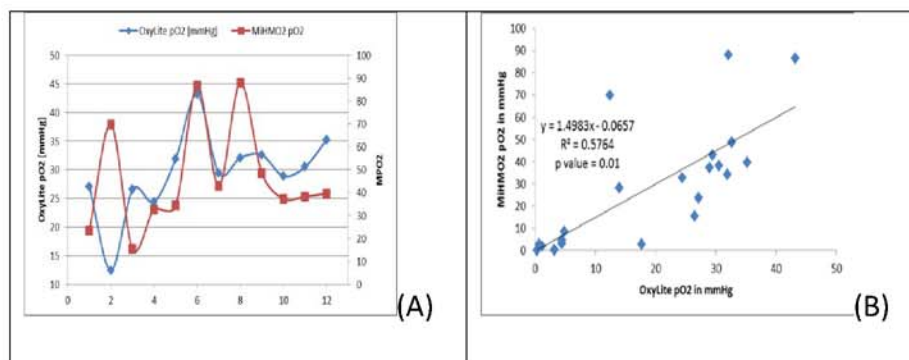 OxyLite pO2 [mmHg] MiHMO2 pO2
50 100
45 90
40 80
35 70
30 60
25 50
20 40
15 30
10 20
10
0
0 2 4 6 8 10 12
OxyLite pO2 [mmHg]
MPO2
(A)
100
90
80
70
60
50
40
30
20
10
0
0 10 20 30 40 50
y = 1.4983x - 0.0657
R² = 0.5764
p value = 0.01
MiHMO2 pO2 in mmHg
OxyLite pO2 in mmHg
(B)